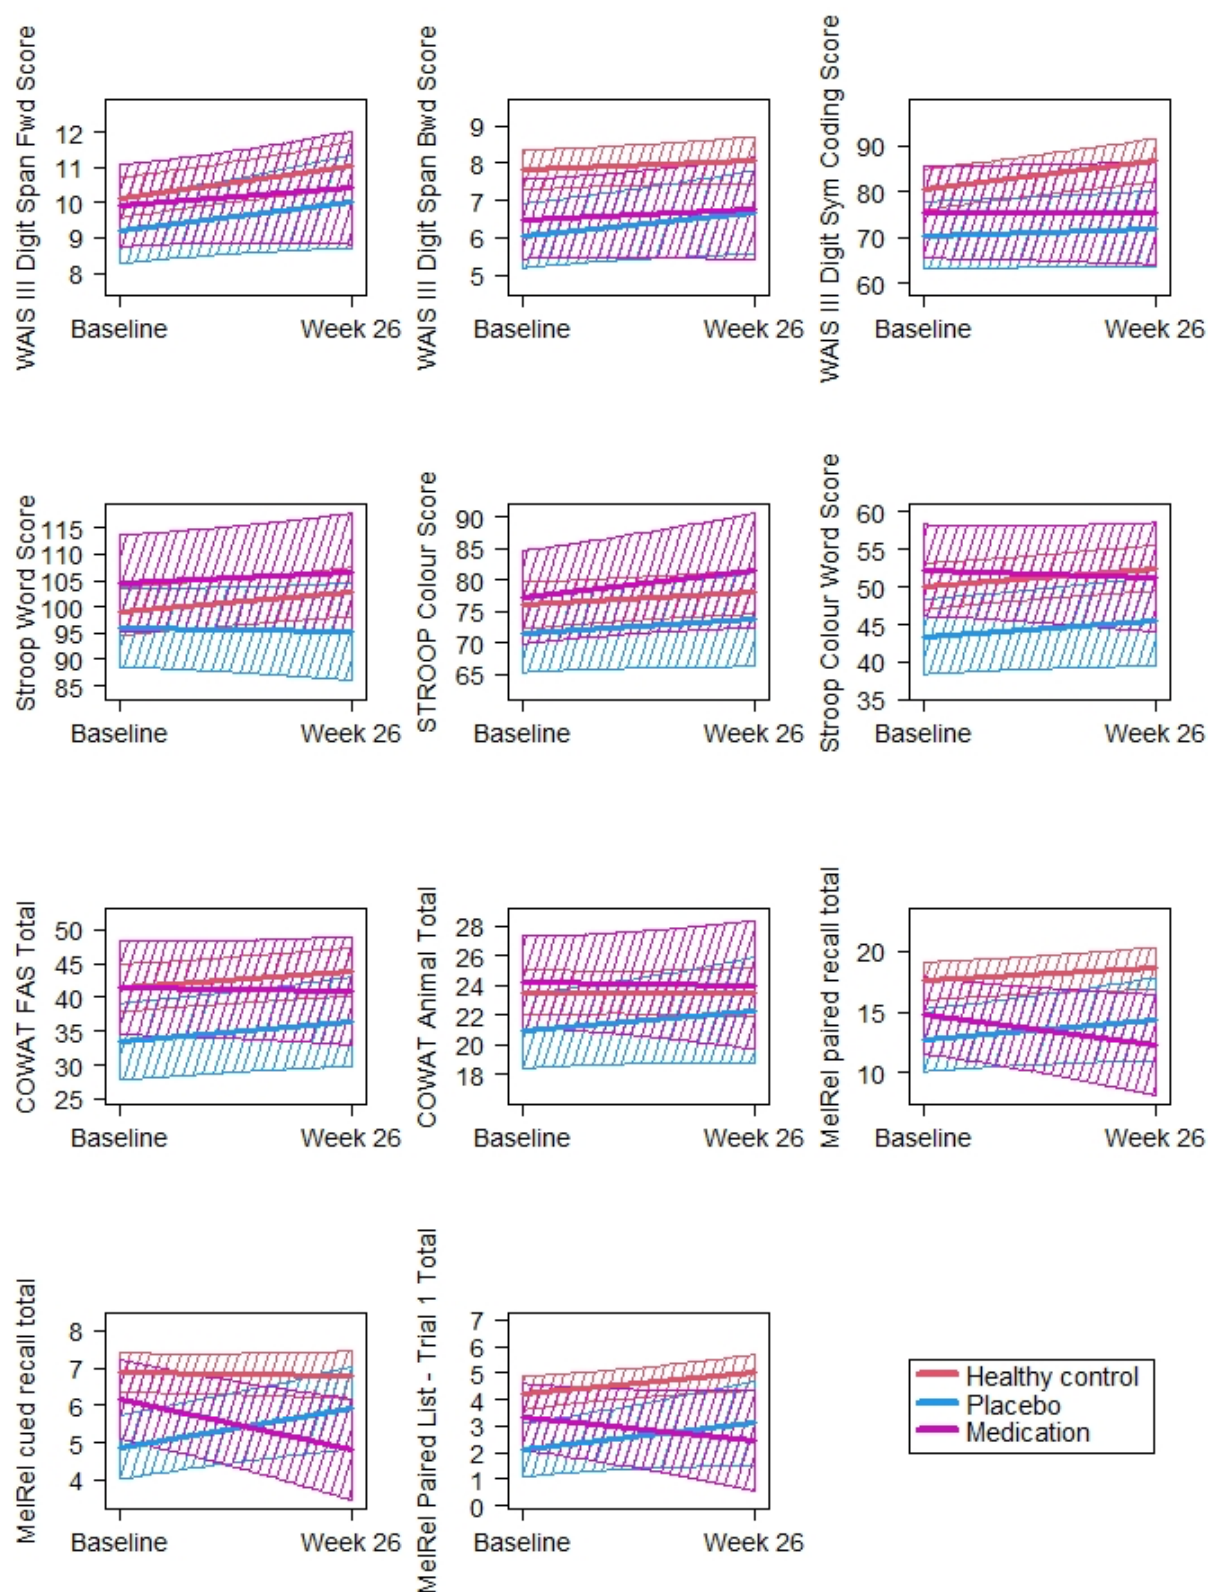 WAIS III Digit Span Fwd Score
12
11
10
9
8
Baseline
Week 26
WAIS III Digit Span Bwd Score
9
8
7
6
5
Baseline
Week 26
WAIS III Digit Sym Coding Score
90
80
70
60
Baseline
Week 26
Stroop Word Score
115
110
105
100
95
90
85
Baseline
Week 26
STROOP Colour Score
90
85
80
75
70
65
Baseline
Week 26
Stroop Colour Word Score
60
55
50
45
40
35
Baseline
Week 26
COWAT FAS Total
50
45
40
35
30
25
Baseline
Week 26
COWAT Animal Total
28
26
24
22
20
18
Baseline
Week 26
MelRel paired recall total
20
15
10
Baseline
Week 26
MelRel cued recall total
8
7
6
5
4
Baseline
Week 26
MelRel Paired List - Trial 1 Total
7
6
5
4
3
2
1
0
Baseline
Week 26
Healthy control
Placebo
Medication